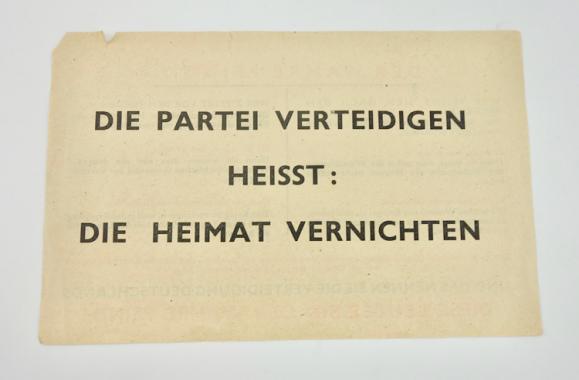 DIE PARTEI VERTEIDIGEN
HEISST:
DIE HEIMAT VERNICHTEN